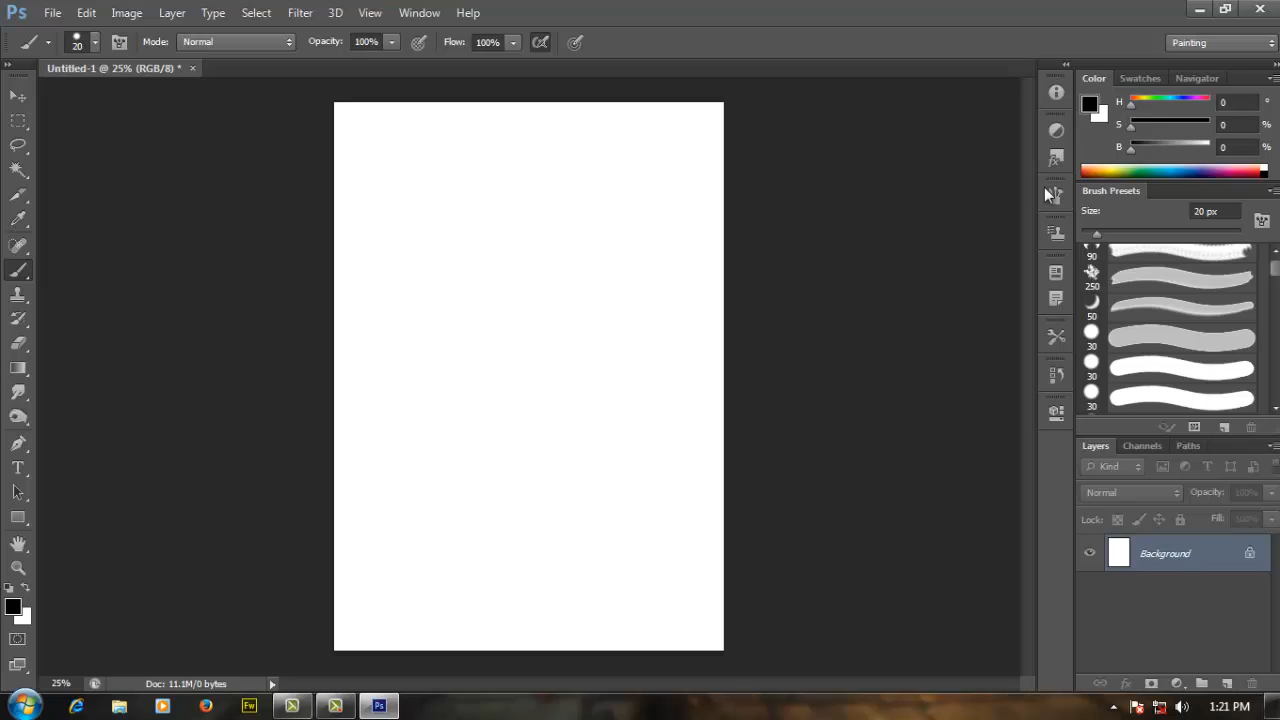 Ps File Edit Image Layer Type Select Filter 3D View Window Help
20 Mode: Normal Opacity: 100% Flow: 100% Painting
Untitled-1 @ 25% (RGB/8) * ×
Color Swatches Navigator
H 0 °
S 0 %
B 0 %
Brush Presets
Size: 20 px
90
250
50
30
30
30
Layers Channels Paths
Kind
Normal Opacity: 100%
Lock: Fill: 100%
Background
25% Doc: 11.1M/0 bytes
Fw Ps 1:21 PM